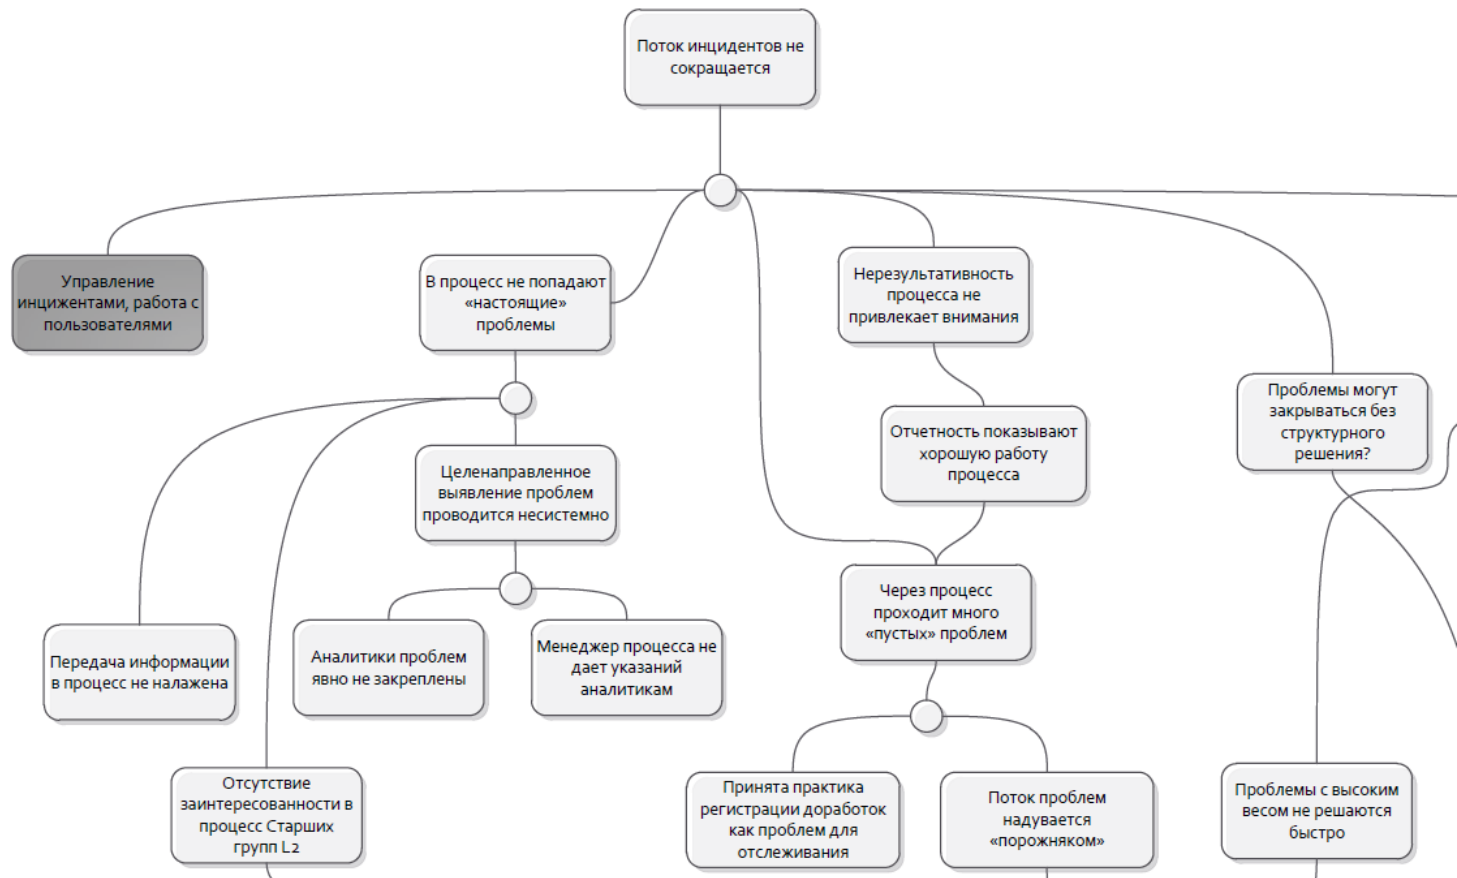 Поток инцидентов не
сокращается
Управление
инцижентами, работа с
пользователями
В процесс не попадают
«настоящие»
проблемы
Нерезультативность
процесса не
привлекает внимания
Проблемы могут
закрываться без
структурного
решения?
Отчетность показывают
хорошую работу
процесса
Целенаправленное
выявление проблем
проводится несистемно
Через процесс
проходит много
«пустых» проблем
Передача информации
в процесс не налажена
Аналитики проблем
явно не закреплены
Менеджер процесса не
дает указаний
аналитикам
Отсутствие
заинтересованности в
процесс Старших
групп L2
Принята практика
регистрации доработок
как проблем для
отслеживания
Поток проблем
надувается
«порожняком»
Проблемы с высоким
весом не решаются
быстро